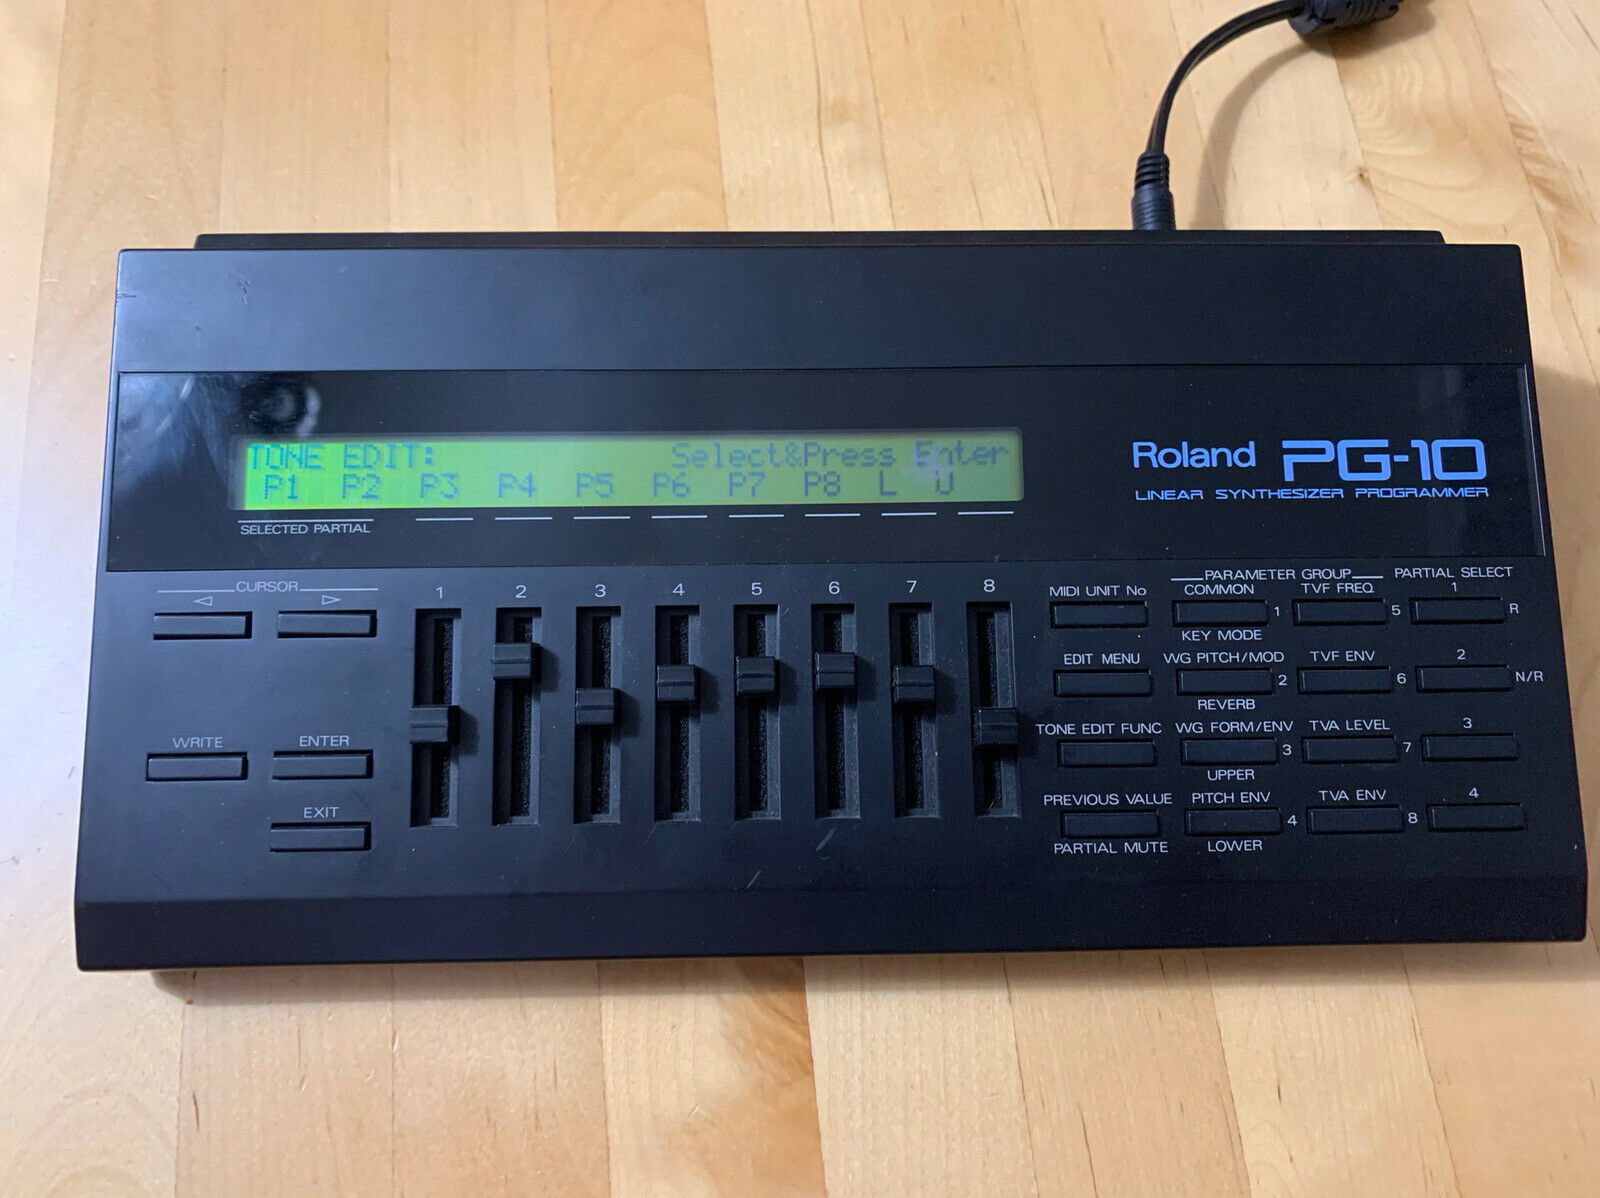 TONE EDIT: Select&Press Enter
P1 P2 P3 P4 P5 P6 P7 P8 L U
Roland PG-10
LINEAR SYNTHESIZER PROGRAMMER
SELECTED PARTIAL
CURSOR
1 2 3 4 5 6 7 8
WRITE ENTER
EXIT
PARAMETER GROUP PARTIAL SELECT
MIDI UNIT No COMMON TVF FREQ 1
1 5 R
KEY MODE
EDIT MENU WG PITCH/MOD TVF ENV 2
2 6 N/R
REVERB
TONE EDIT FUNC WG FORM/ENV TVA LEVEL 3
3 7
UPPER
PREVIOUS VALUE PITCH ENV TVA ENV 4
4 8
PARTIAL MUTE LOWER